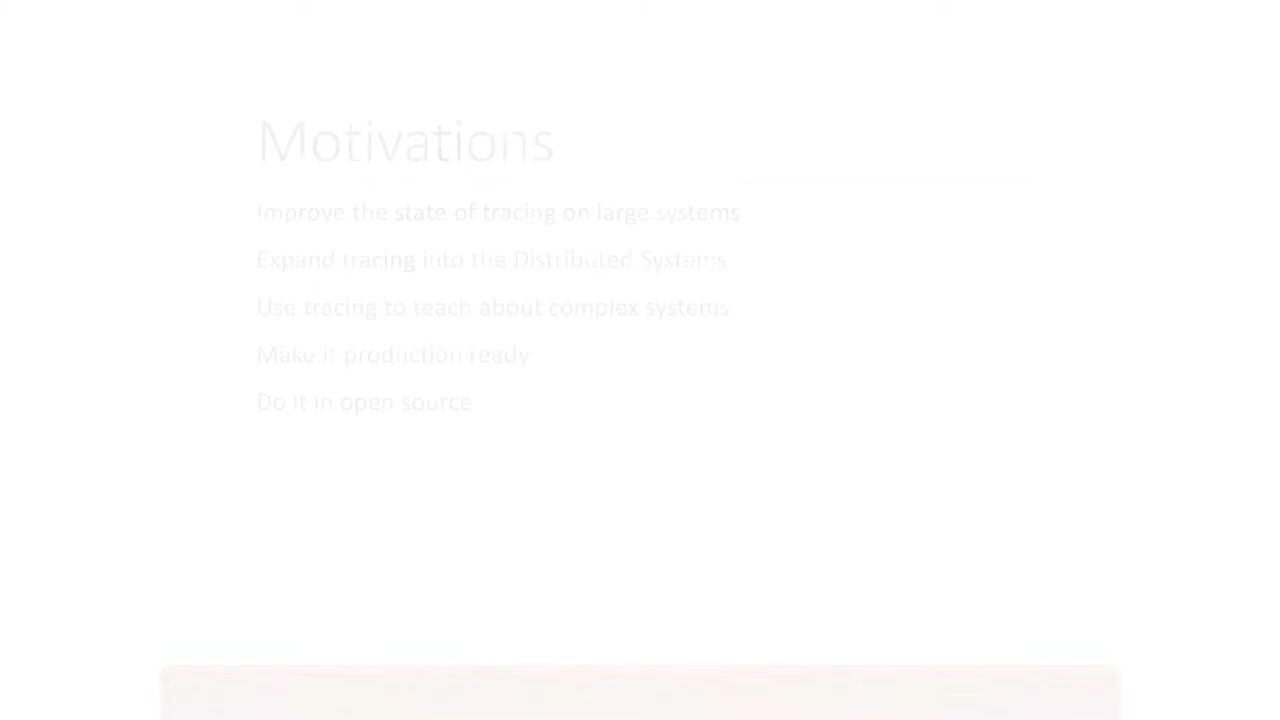 Motivations
Improve the state of tracing on large systems
Expand tracing into the Distributed Systems
Use tracing to teach about complex systems
Make it production ready
Do it in open source